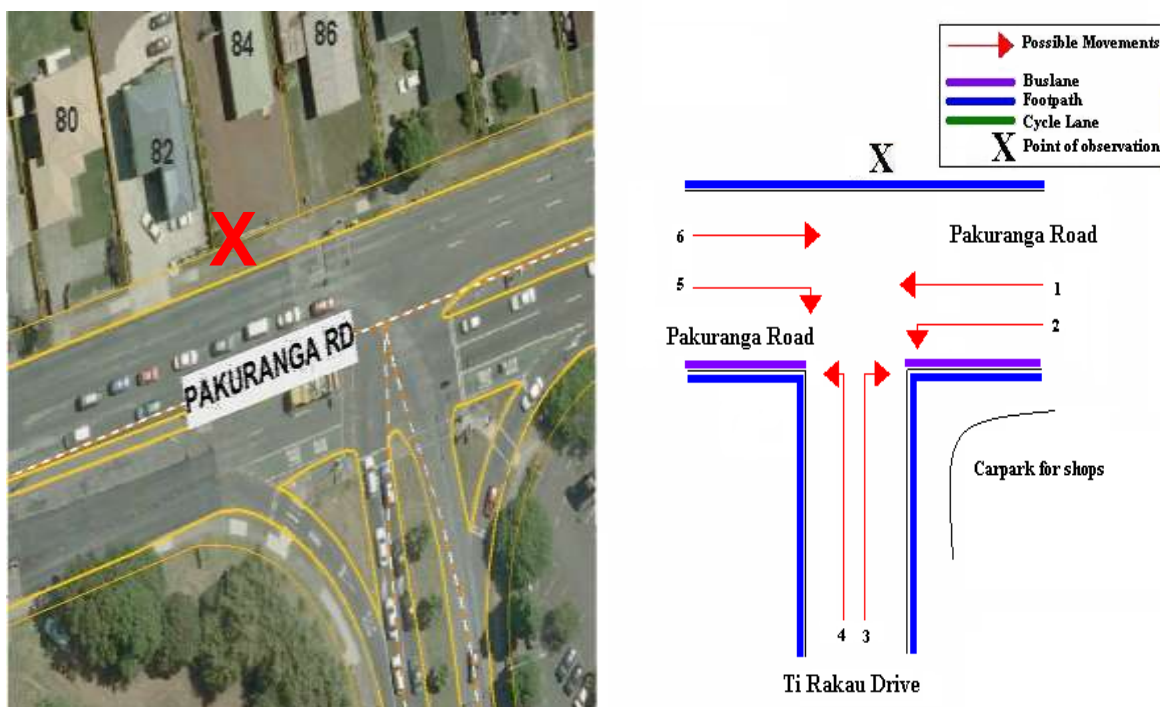 80
82
84
86
X
PAKURANGA RD
Possible Movements
Buslane
Footpath
Cycle Lane
X Point of observation
X
6
Pakuranga Road
5
1
Pakuranga Road
2
Carpark for shops
4 3
Ti Rakau Drive